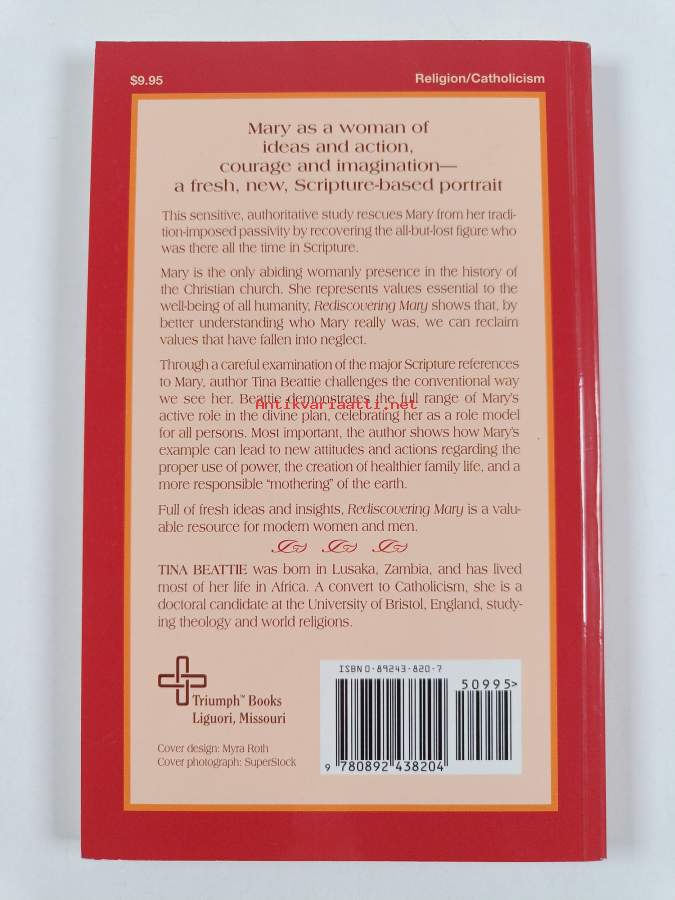 $9.95 Religion/Catholicism
Mary as a woman of
ideas and action,
courage and imagination—
a fresh, new, Scripture-based portrait
This sensitive, authoritative study rescues Mary from her tradi-
tion-imposed passivity by recovering the all-but-lost figure who
was there all the time in Scripture.
Mary is the only abiding womanly presence in the history of
the Christian church. She represents values essential to the
well-being of all humanity, Rediscovering Mary shows that, by
better understanding who Mary really was, we can reclaim
values that have fallen into neglect.
Through a careful examination of the major Scripture references
to Mary, author Tina Beattie challenges the conventional way
we see her. Beattie demonstrates the full range of Mary's
Antikvariaatti.net
active role in the divine plan, celebrating her as a role model
for all persons. Most important, the author shows how Mary's
example can lead to new attitudes and actions regarding the
proper use of power, the creation of healthier family life, and a
more responsible "mothering" of the earth.
Full of fresh ideas and insights, Rediscovering Mary is a valu-
able resource for modern women and men.
TINA BEATTIE was born in Lusaka, Zambia, and has lived
most of her life in Africa. A convert to Catholicism, she is a
doctoral candidate at the University of Bristol, England, study-
ing theology and world religions.
Triumph™ Books
Liguori, Missouri
Cover design: Myra Roth
Cover photograph: SuperStock
ISBN 0-89243-820-7
50995>
9 780892 438204